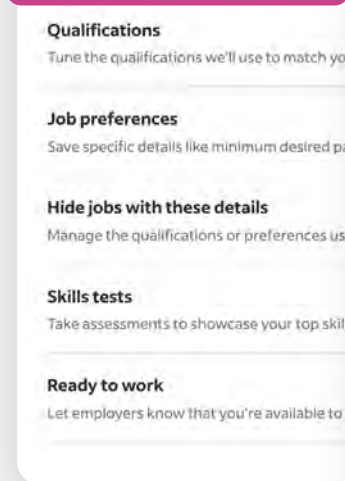 Qualifications
Tune the qualifications we'll use to match yo
Job preferences
Save specific details like minimum desired pa
Hide jobs with these details
Manage the qualifications or preferences us
Skills tests
Take assessments to showcase your top skil
Ready to work
Let employers know that you're available to